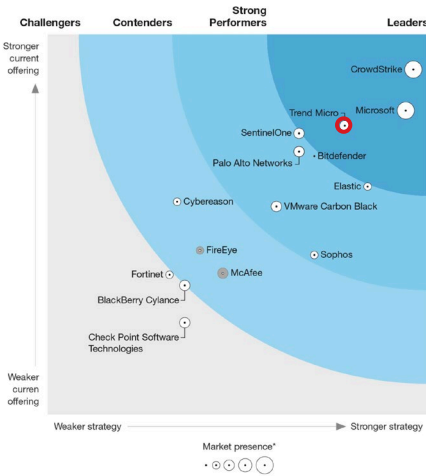 Challengers
Contenders
Strong
Performers
Leaders
Stronger
current
offering
CrowdStrike
Microsoft
Trend Micro
SentinelOne
Palo Alto Networks
Bitdefender
Elastic
Cybereason
VMware Carbon Black
FireEye
Sophos
Fortinet
McAfee
BlackBerry Cylance
Check Point Software
Technologies
Weaker
curren
offering
Weaker strategy
Stronger strategy
Market presence*